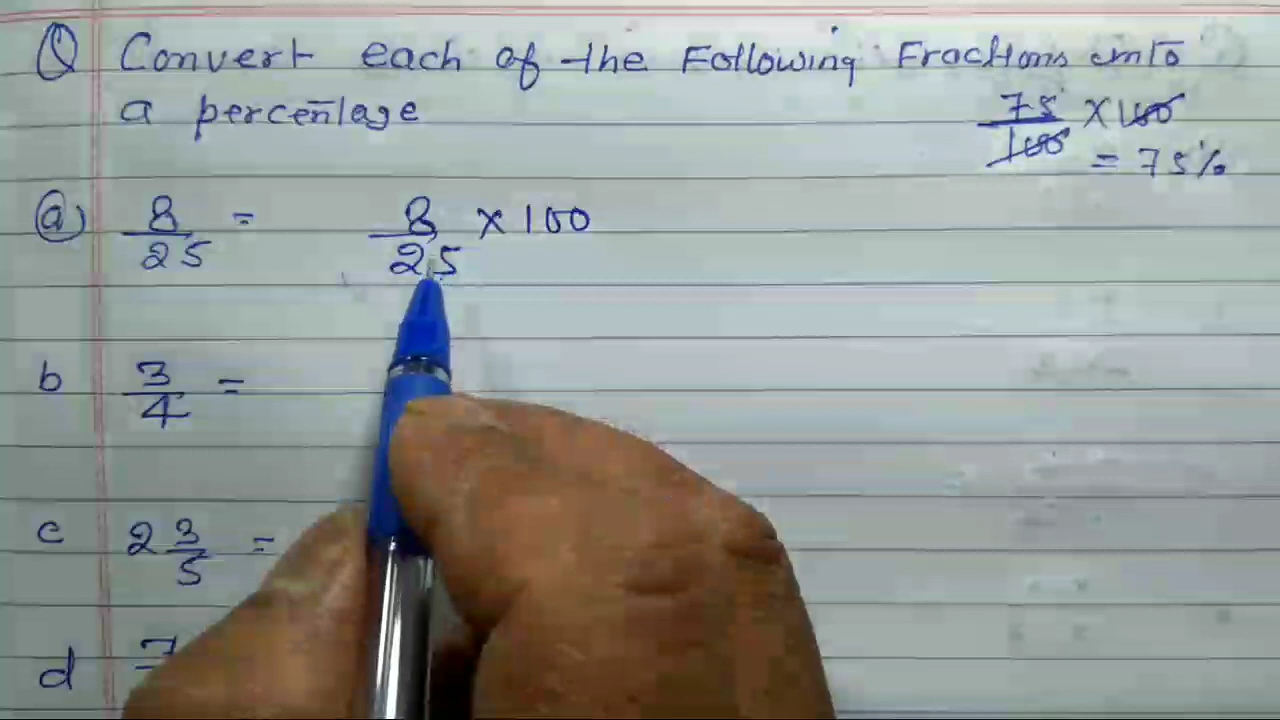 Q Convert each of the Following Fractions into
a percentage
75/100 × 100
= 75%
a) 8/25 = 8/25 × 100
b 3/4 =
c 2 3/5 =
d 7